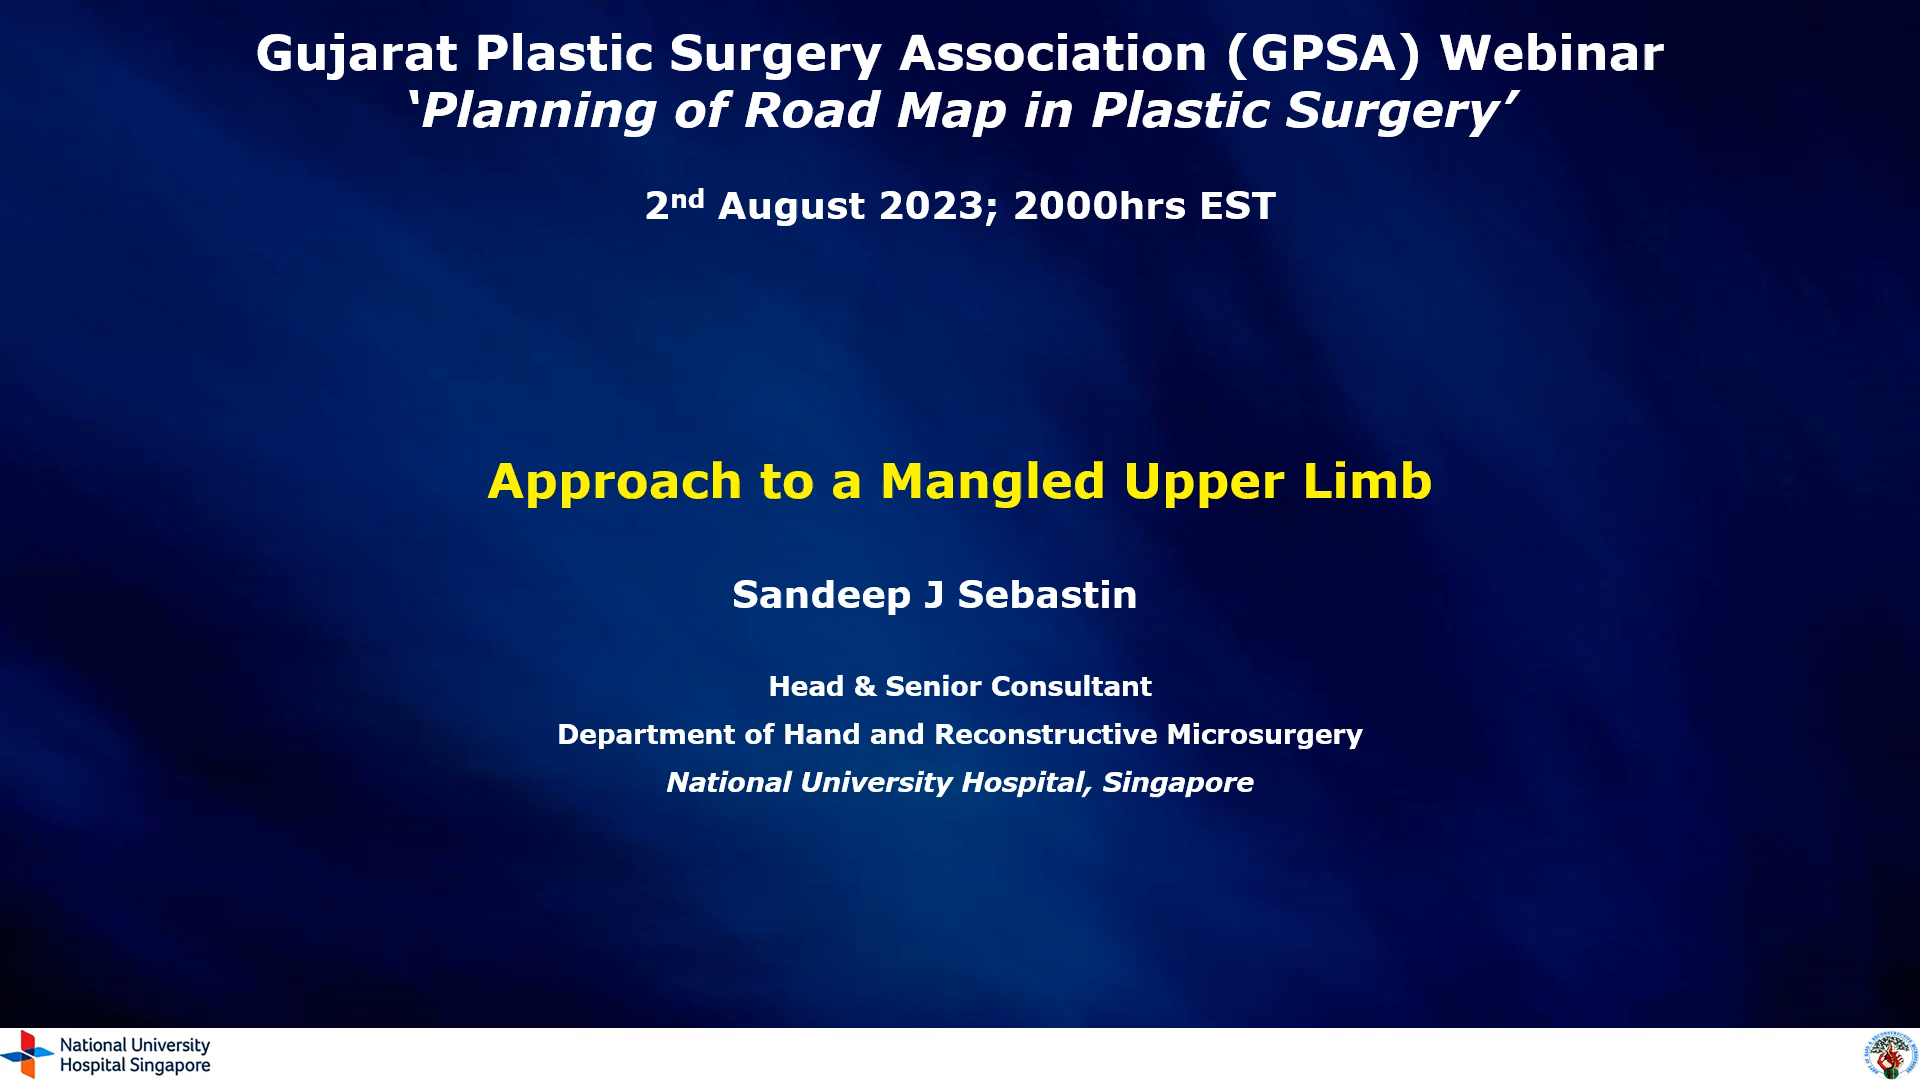 Gujarat Plastic Surgery Association (GPSA) Webinar
‘Planning of Road Map in Plastic Surgery’
2nd August 2023; 2000hrs EST
Approach to a Mangled Upper Limb
Sandeep J Sebastin
Head & Senior Consultant
Department of Hand and Reconstructive Microsurgery
National University Hospital, Singapore
National University
Hospital Singapore